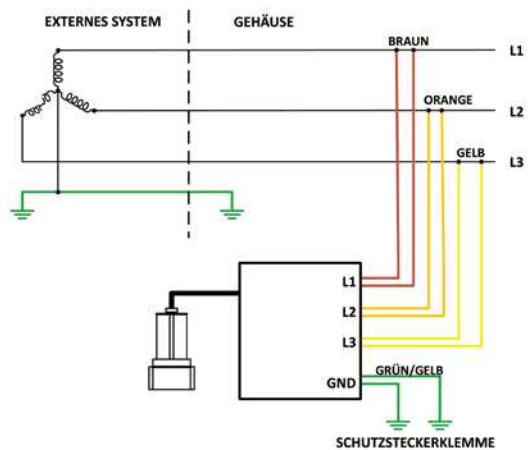 EXTERNES SYSTEM
GEHÄUSE
BRAUN
L1
ORANGE
L2
GELB
L3
L1
L2
L3
GRÜN/GELB
GND
SCHUTZSTECKERKLEMME